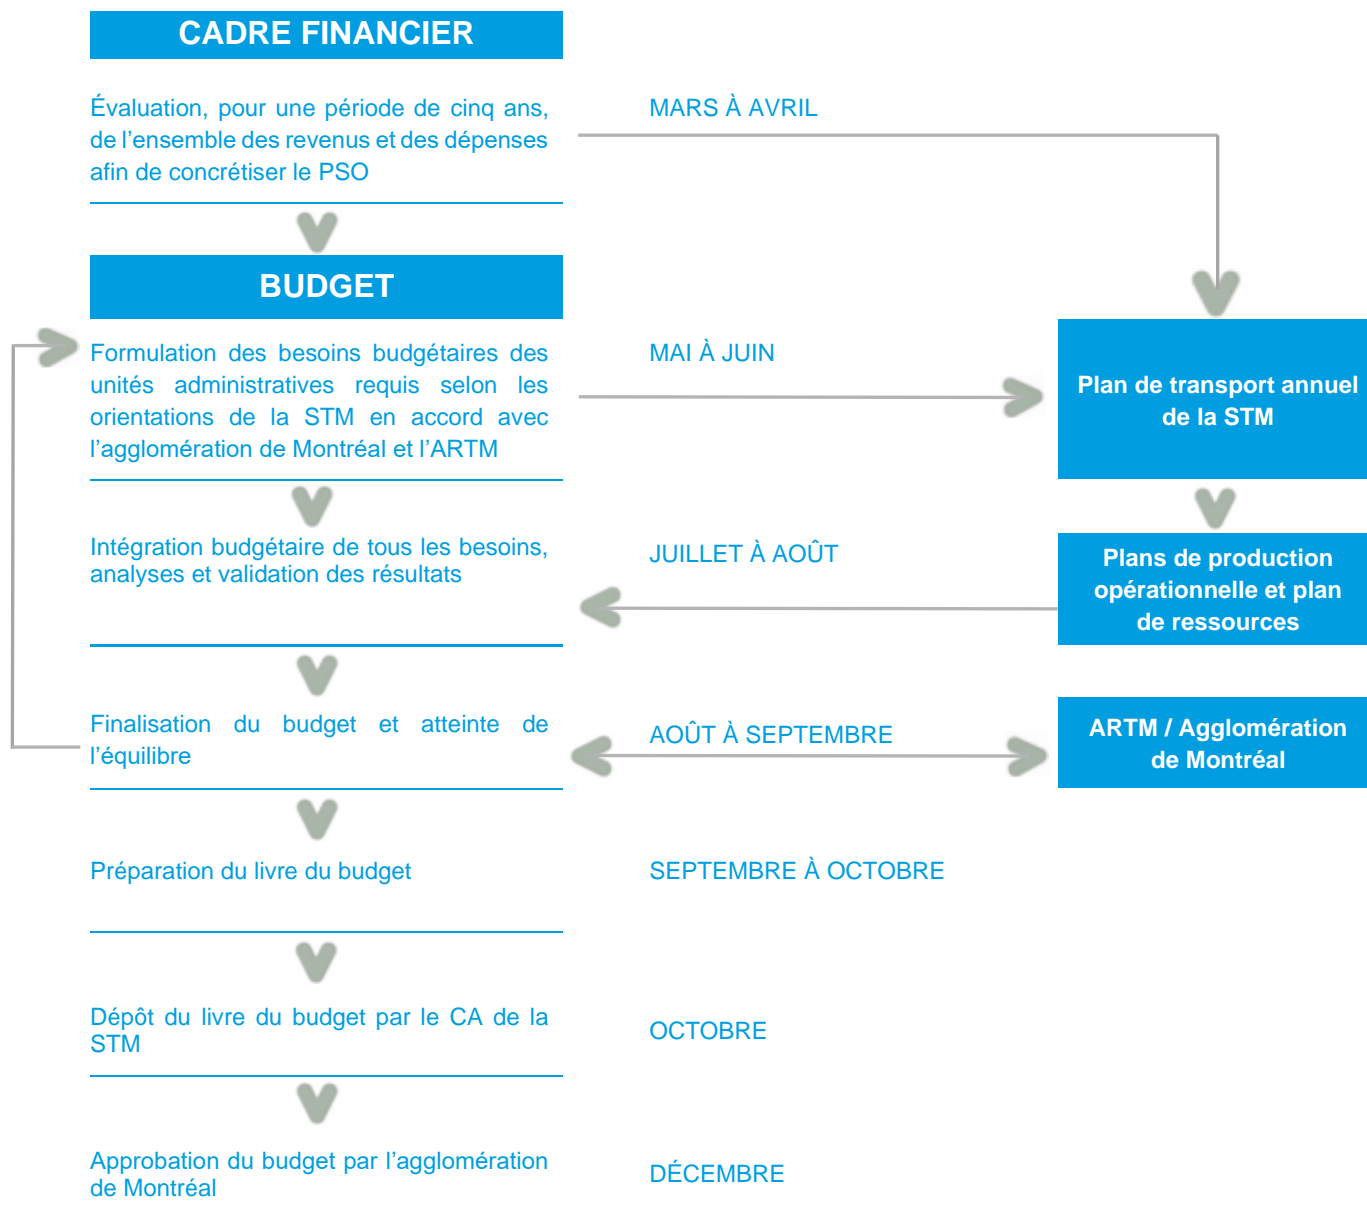 CADRE FINANCIER
Évaluation, pour une période de cinq ans,
de l'ensemble des revenus et des dépenses
afin de concrétiser le PSO
MARS À AVRIL
BUDGET
Formulation des besoins budgétaires des
unités administratives requis selon les
orientations de la STM en accord avec
l'agglomération de Montréal et l'ARTM
MAI À JUIN
Plan de transport annuel
de la STM
Intégration budgétaire de tous les besoins,
analyses et validation des résultats
JUILLET À AOÛT
Plans de production
opérationnelle et plan
de ressources
Finalisation du budget et atteinte de
l'équilibre
AOÛT À SEPTEMBRE
ARTM / Agglomération
de Montréal
Préparation du livre du budget
SEPTEMBRE À OCTOBRE
Dépôt du livre du budget par le CA de la
STM
OCTOBRE
Approbation du budget par l'agglomération
de Montréal
DÉCEMBRE